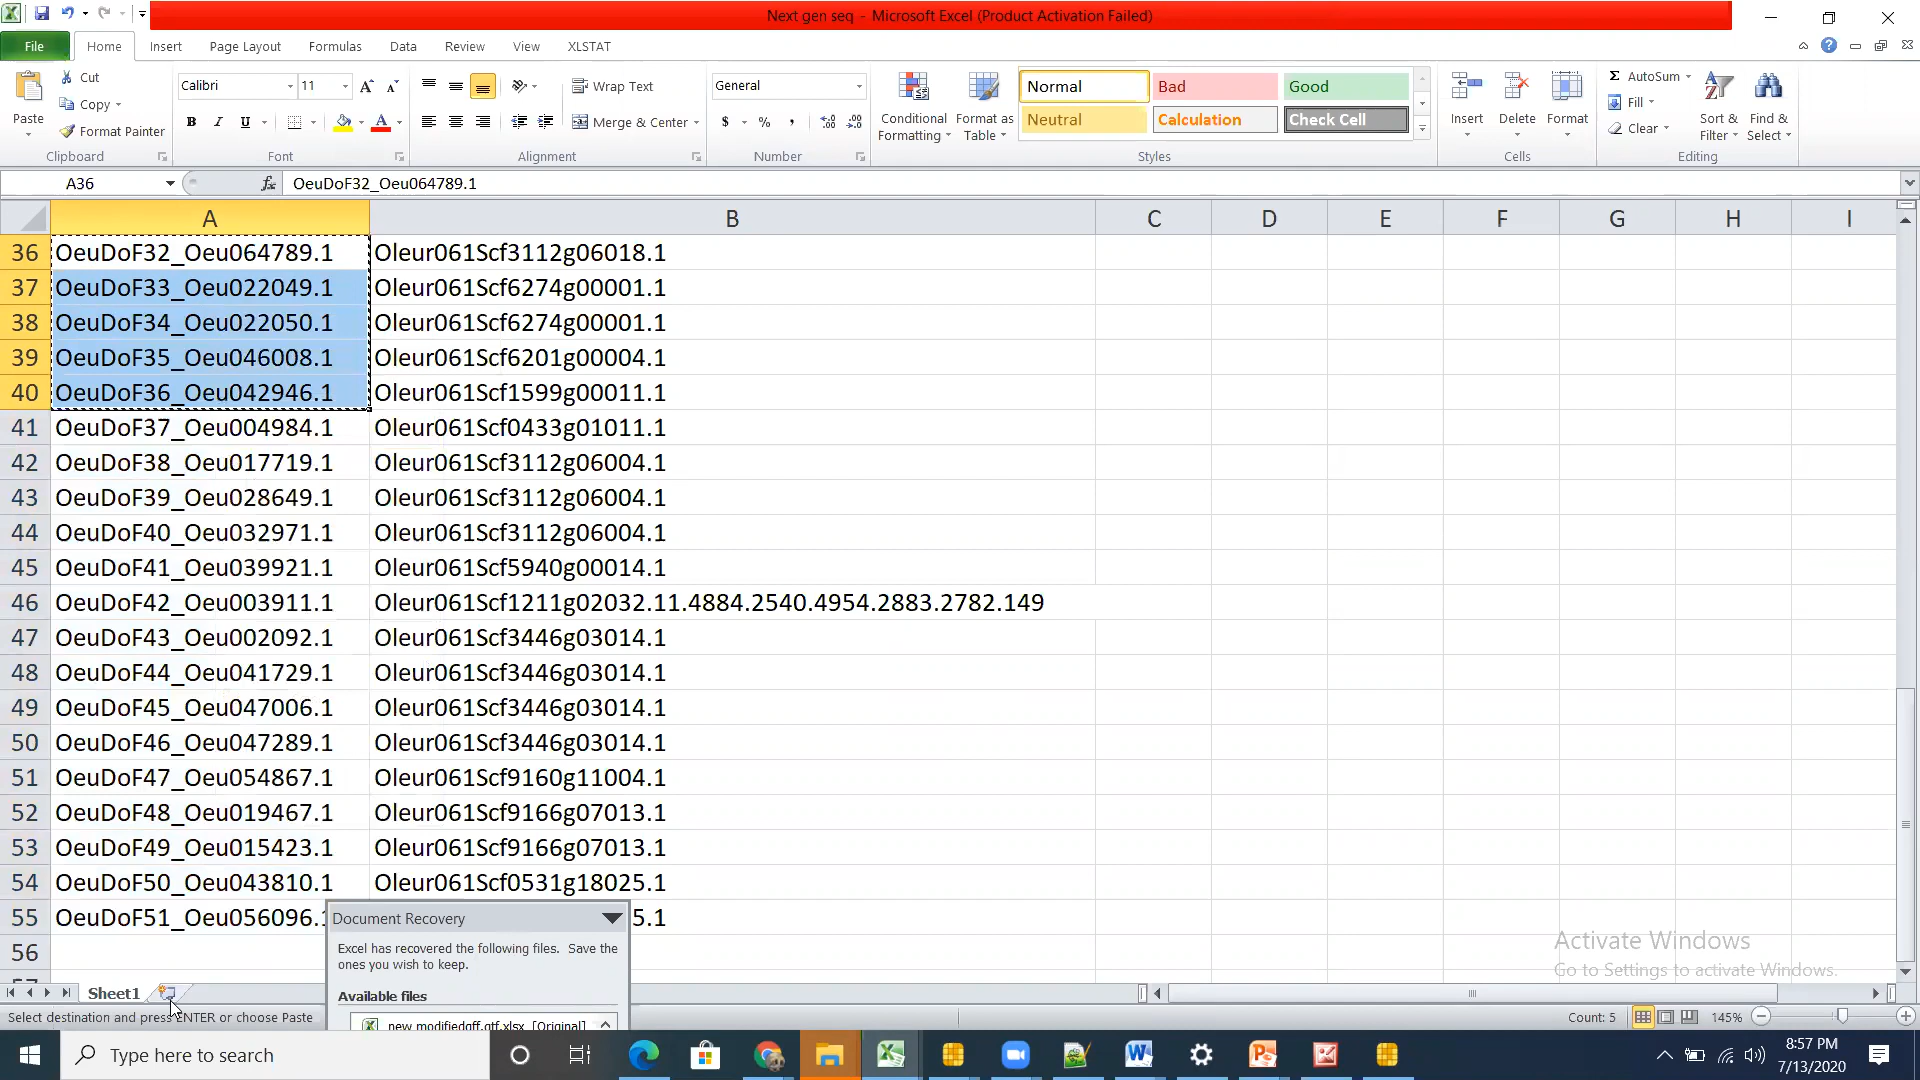 Next gen seq - Microsoft Excel (Product Activation Failed)
File Home Insert Page Layout Formulas Data Review View XLSTAT
Paste Cut Copy Format Painter
Calibri 11 A A B I U A
Wrap Text Merge & Center
General $ % ,
Conditional Formatting Format as Table
Normal Bad Good
Neutral Calculation Check Cell
Insert Delete Format
Σ AutoSum Fill Clear
Sort & Filter Find & Select
Clipboard Font Alignment Number Styles Cells Editing
A36 fx OeuDoF32_Oeu064789.1
A B C D E F G H I
36 OeuDoF32_Oeu064789.1 Oleur061Scf3112g06018.1
37 OeuDoF33_Oeu022049.1 Oleur061Scf6274g00001.1
38 OeuDoF34_Oeu022050.1 Oleur061Scf6274g00001.1
39 OeuDoF35_Oeu046008.1 Oleur061Scf6201g00004.1
40 OeuDoF36_Oeu042946.1 Oleur061Scf1599g00011.1
41 OeuDoF37_Oeu004984.1 Oleur061Scf0433g01011.1
42 OeuDoF38_Oeu017719.1 Oleur061Scf3112g06004.1
43 OeuDoF39_Oeu028649.1 Oleur061Scf3112g06004.1
44 OeuDoF40_Oeu032971.1 Oleur061Scf3112g06004.1
45 OeuDoF41_Oeu039921.1 Oleur061Scf5940g00014.1
46 OeuDoF42_Oeu003911.1 Oleur061Scf1211g02032.11.4884.2540.4954.2883.2782.149
47 OeuDoF43_Oeu002092.1 Oleur061Scf3446g03014.1
48 OeuDoF44_Oeu041729.1 Oleur061Scf3446g03014.1
49 OeuDoF45_Oeu047006.1 Oleur061Scf3446g03014.1
50 OeuDoF46_Oeu047289.1 Oleur061Scf3446g03014.1
51 OeuDoF47_Oeu054867.1 Oleur061Scf9160g11004.1
52 OeuDoF48_Oeu019467.1 Oleur061Scf9166g07013.1
53 OeuDoF49_Oeu015423.1 Oleur061Scf9166g07013.1
54 OeuDoF50_Oeu043810.1 Oleur061Scf0531g18025.1
55 OeuDoF51_Oeu056096. 5.1
56
Document Recovery
Excel has recovered the following files. Save the
ones you wish to keep.
Available files
new modifiedgff.gtf.xlsx [Original]
Activate Windows
Go to Settings to activate Windows.
Sheet1
Select destination and press ENTER or choose Paste Count: 5 145%
Type here to search
8:57 PM
7/13/2020